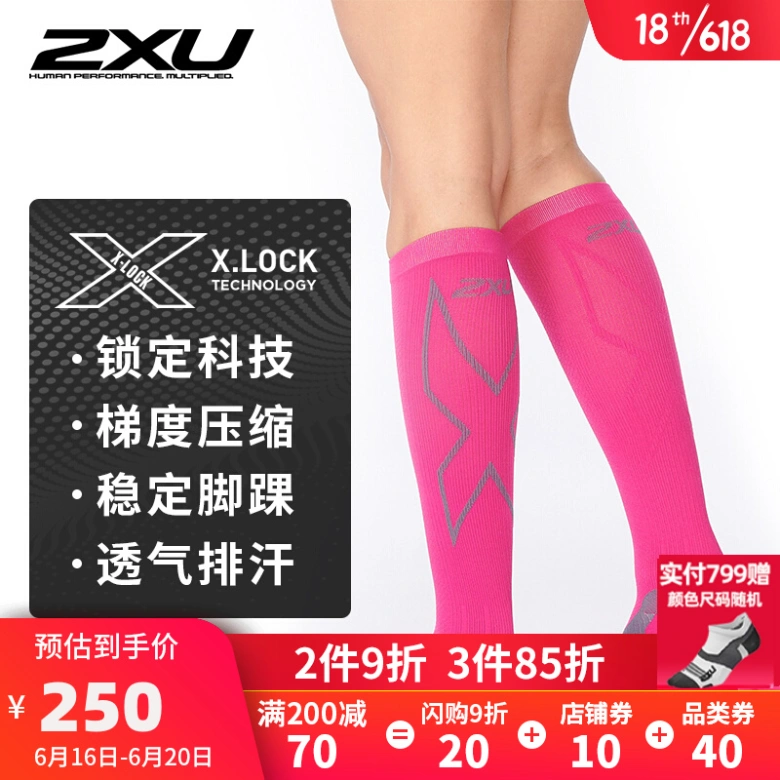 2XU
HUMAN PERFORMANCE. MULTIPLIED.
18th/618
X-LOCK
X.LOCK
TECHNOLOGY
· 锁定科技
· 梯度压缩
· 稳定脚踝
· 透气排汗
2XU
实付799赠
颜色尺码随机
2XU
预估到手价
¥ 250
6月16日-6月20日
2件9折 3件85折
满200减 闪购9折 店铺券 品类券
70 = 20 + 10 + 40